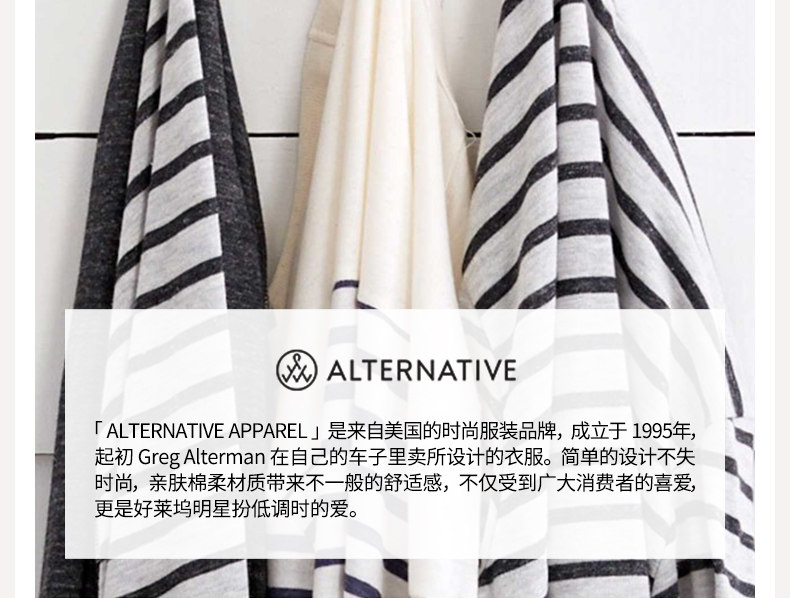 ALTERNATIVE
「 ALTERNATIVE APPAREL 」是来自美国的时尚服装品牌, 成立于 1995年,
起初 Greg Alterman 在自己的车子里卖所设计的衣服。简单的设计不失
时尚, 亲肤棉柔材质带来不一般的舒适感, 不仅受到广大消费者的喜爱,
更是好莱坞明星扮低调时的爱。